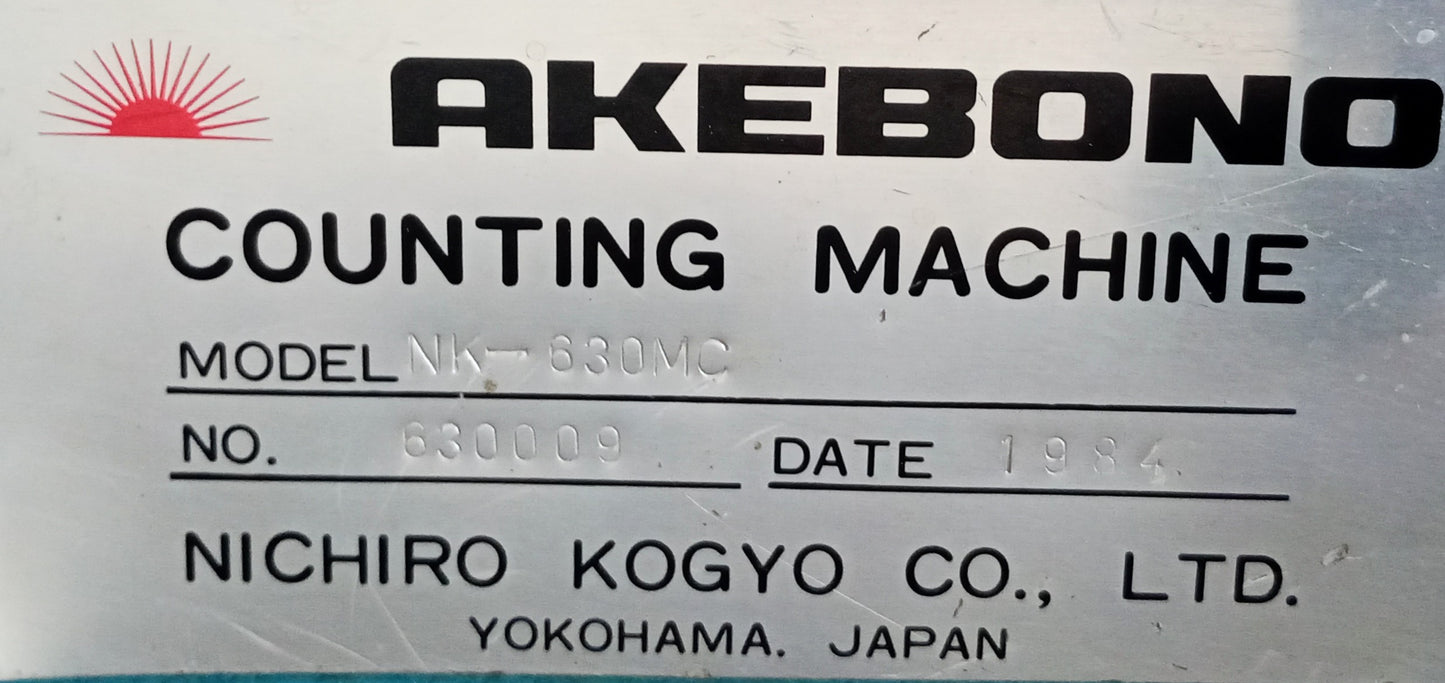 AKEBONO
COUNTING MACHINE
MODEL NK-630MC
NO. 630009 DATE 1984.
NICHIRO KOGYO CO., LTD.
YOKOHAMA. JAPAN